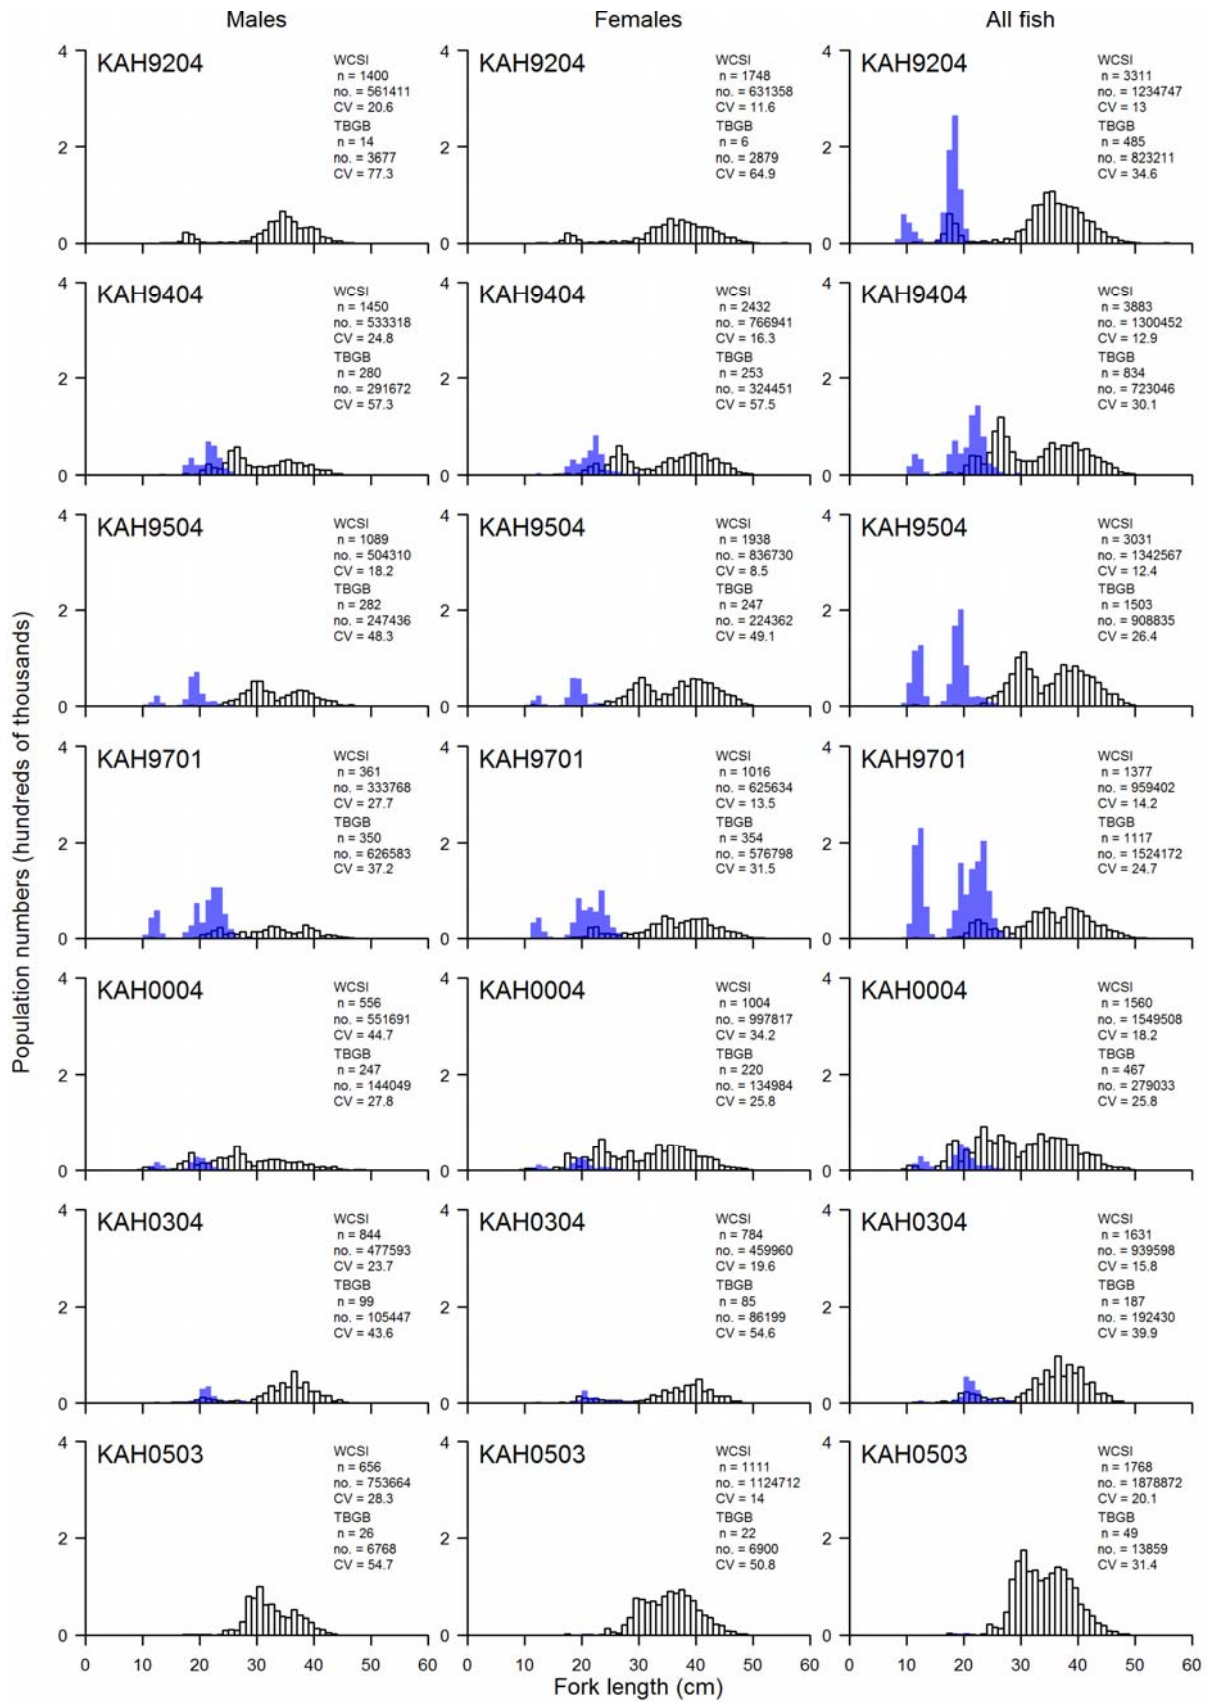 Males Females All fish
KAH9204
WCSI
n = 1400
no. = 561411
CV = 20.6
TBGB
n = 14
no. = 3677
CV = 77.3
KAH9204
WCSI
n = 1748
no. = 631358
CV = 11.6
TBGB
n = 6
no. = 2879
CV = 64.9
KAH9204
WCSI
n = 3311
no. = 1234747
CV = 13
TBGB
n = 485
no. = 823211
CV = 34.6
4
2
0
0 10 20 30 40 50 60
KAH9404
WCSI
n = 1450
no. = 533318
CV = 24.8
TBGB
n = 280
no. = 291672
CV = 57.3
KAH9404
WCSI
n = 2432
no. = 766941
CV = 16.3
TBGB
n = 253
no. = 324451
CV = 57.5
KAH9404
WCSI
n = 3883
no. = 1300452
CV = 12.9
TBGB
n = 834
no. = 723046
CV = 30.1
KAH9504
WCSI
n = 1089
no. = 504310
CV = 18.2
TBGB
n = 282
no. = 247436
CV = 48.3
KAH9504
WCSI
n = 1938
no. = 836730
CV = 8.5
TBGB
n = 247
no. = 224362
CV = 49.1
KAH9504
WCSI
n = 3031
no. = 1342567
CV = 12.4
TBGB
n = 1503
no. = 908835
CV = 26.4
KAH9701
WCSI
n = 361
no. = 333768
CV = 27.7
TBGB
n = 350
no. = 626583
CV = 37.2
KAH9701
WCSI
n = 1016
no. = 625634
CV = 13.5
TBGB
n = 354
no. = 576798
CV = 31.5
KAH9701
WCSI
n = 1377
no. = 959402
CV = 14.2
TBGB
n = 1117
no. = 1524172
CV = 24.7
KAH0004
WCSI
n = 556
no. = 551691
CV = 44.7
TBGB
n = 247
no. = 144049
CV = 27.8
KAH0004
WCSI
n = 1004
no. = 997817
CV = 34.2
TBGB
n = 220
no. = 134984
CV = 25.8
KAH0004
WCSI
n = 1560
no. = 1549508
CV = 18.2
TBGB
n = 467
no. = 279033
CV = 25.8
KAH0304
WCSI
n = 844
no. = 477593
CV = 23.7
TBGB
n = 99
no. = 105447
CV = 43.6
KAH0304
WCSI
n = 784
no. = 459960
CV = 19.6
TBGB
n = 85
no. = 86199
CV = 54.6
KAH0304
WCSI
n = 1631
no. = 939598
CV = 15.8
TBGB
n = 187
no. = 192430
CV = 39.9
KAH0503
WCSI
n = 656
no. = 753664
CV = 28.3
TBGB
n = 26
no. = 6768
CV = 54.7
KAH0503
WCSI
n = 1111
no. = 1124712
CV = 14
TBGB
n = 22
no. = 6900
CV = 50.8
KAH0503
WCSI
n = 1768
no. = 1878872
CV = 20.1
TBGB
n = 49
no. = 13859
CV = 31.4
Population numbers (hundreds of thousands)
Fork length (cm)